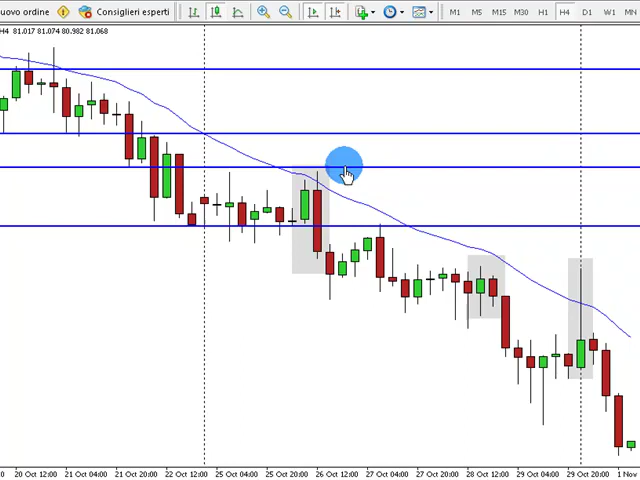 uovo ordine Consiglieri esperti M1 M5 M15 M30 H1 H4 D1 W1 MN
H4 81.017 81.074 80.982 81.068
20 Oct 12:00 21 Oct 04:00 21 Oct 20:00 22 Oct 12:00 25 Oct 04:00 25 Oct 20:00 26 Oct 12:00 27 Oct 04:00 27 Oct 20:00 28 Oct 12:00 29 Oct 04:00 29 Oct 20:00 1 Nov